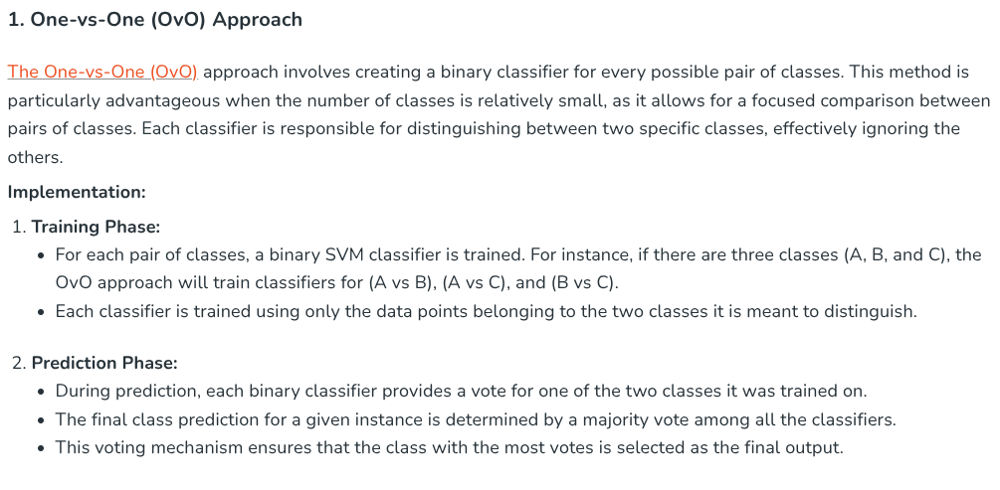 1. One-vs-One (OvO) Approach
The One-vs-One (OvO) approach involves creating a binary classifier for every possible pair of classes. This method is
particularly advantageous when the number of classes is relatively small, as it allows for a focused comparison between
pairs of classes. Each classifier is responsible for distinguishing between two specific classes, effectively ignoring the
others.
Implementation:
1. Training Phase:
• For each pair of classes, a binary SVM classifier is trained. For instance, if there are three classes (A, B, and C), the
OvO approach will train classifiers for (A vs B), (A vs C), and (B vs C).
• Each classifier is trained using only the data points belonging to the two classes it is meant to distinguish.
2. Prediction Phase:
• During prediction, each binary classifier provides a vote for one of the two classes it was trained on.
• The final class prediction for a given instance is determined by a majority vote among all the classifiers.
• This voting mechanism ensures that the class with the most votes is selected as the final output.